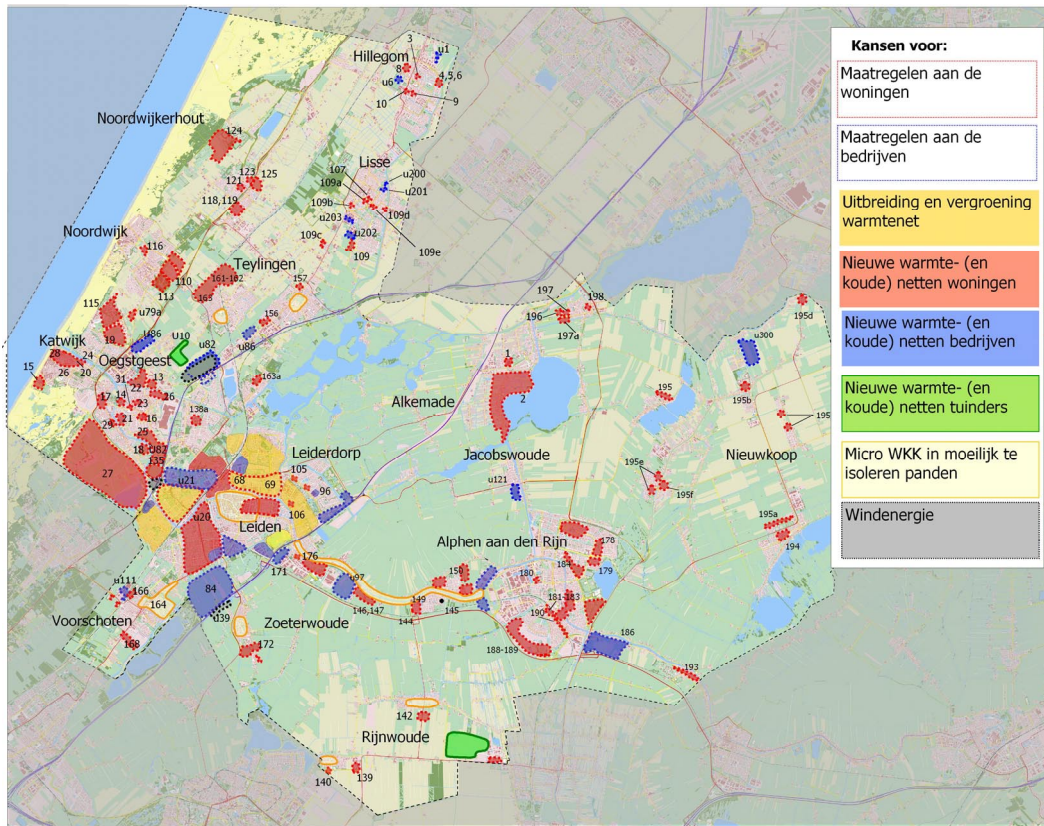 Kansen voor:
Maatregelen aan de
woningen
Maatregelen aan de
bedrijven
Uitbreiding en vergroening
warmtenet
Nieuwe warmte- (en
koude) netten woningen
Nieuwe warmte- (en
koude) netten bedrijven
Nieuwe warmte- (en
koude) netten tuinders
Micro WKK in moeilijk te
isoleren panden
Windenergie
3
u1
Hillegom
8
4,5,6
u6
10
9
Noordwijkerhout
124
Lisse
107
u200
109a
u201
123
125
121
109b
109d
118,119
u203
u202
109c
109
109e
Noordwijk
116
110
113
Teylingen
161-162
163
157
115
u79a
156
19
u86
U10
u82
u86
Katwijk
28
24
26
20
Oegstgeest
15
31
13
22
163a
17
14
23
26
138a
29
21
16
25
18
U82
135
27
u21
68
69
Leiderdorp
105
96
106
u20
Leiden
171
176
u111
166
164
84
u39
Voorschoten
168
Zoeterwoude
172
u97
146,147
149
144
145
150
197
198
196
197a
195d
u300
1
2
Alkemade
195
195b
195
Jacobswoude
Nieuwkoop
u121
195e
195f
195a
194
Alphen aan den Rijn
178
184
179
180
181-183
190
186
188-189
193
142
Rijnwoude
140
139